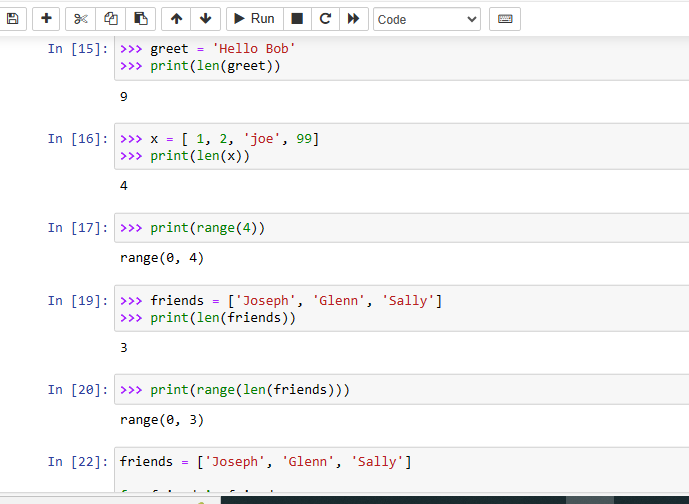 Run
Code
In [15]: >>> greet = 'Hello Bob'
>>> print(len(greet))
9
In [16]: >>> x = [ 1, 2, 'joe', 99]
>>> print(len(x))
4
In [17]: >>> print(range(4))
range(0, 4)
In [19]: >>> friends = ['Joseph', 'Glenn', 'Sally']
>>> print(len(friends))
3
In [20]: >>> print(range(len(friends)))
range(0, 3)
In [22]: friends = ['Joseph', 'Glenn', 'Sally']